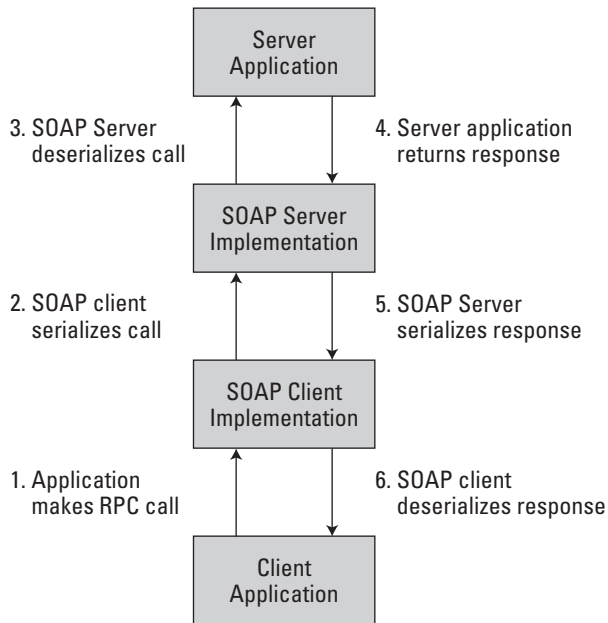 Server
Application
3. SOAP Server
deserializes call
4. Server application
returns response
SOAP Server
Implementation
2. SOAP client
serializes call
5. SOAP Server
serializes response
SOAP Client
Implementation
1. Application
makes RPC call
6. SOAP client
deserializes response
Client
Application